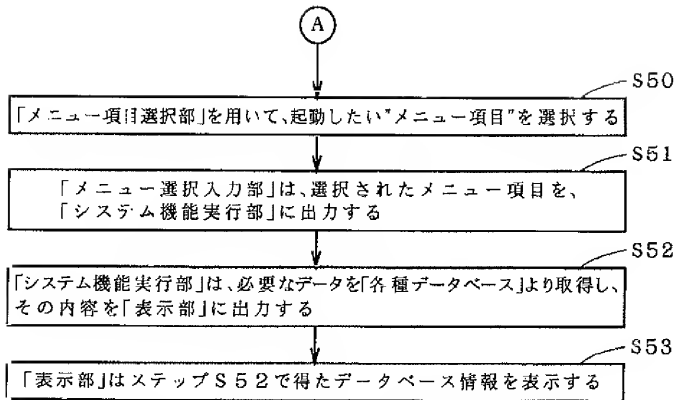 A
S50
「メニュー項目選択部」を用いて、起動したい"メニュー項目"を選択する
S51
「メニュー選択入力部」は、選択されたメニュー項目を、
「システム機能実行部」に出力する
S52
「システム機能実行部」は、必要なデータを「各種データベース」より取得し、
その内容を「表示部」に出力する
S53
「表示部」はステップS52で得たデータベース情報を表示する